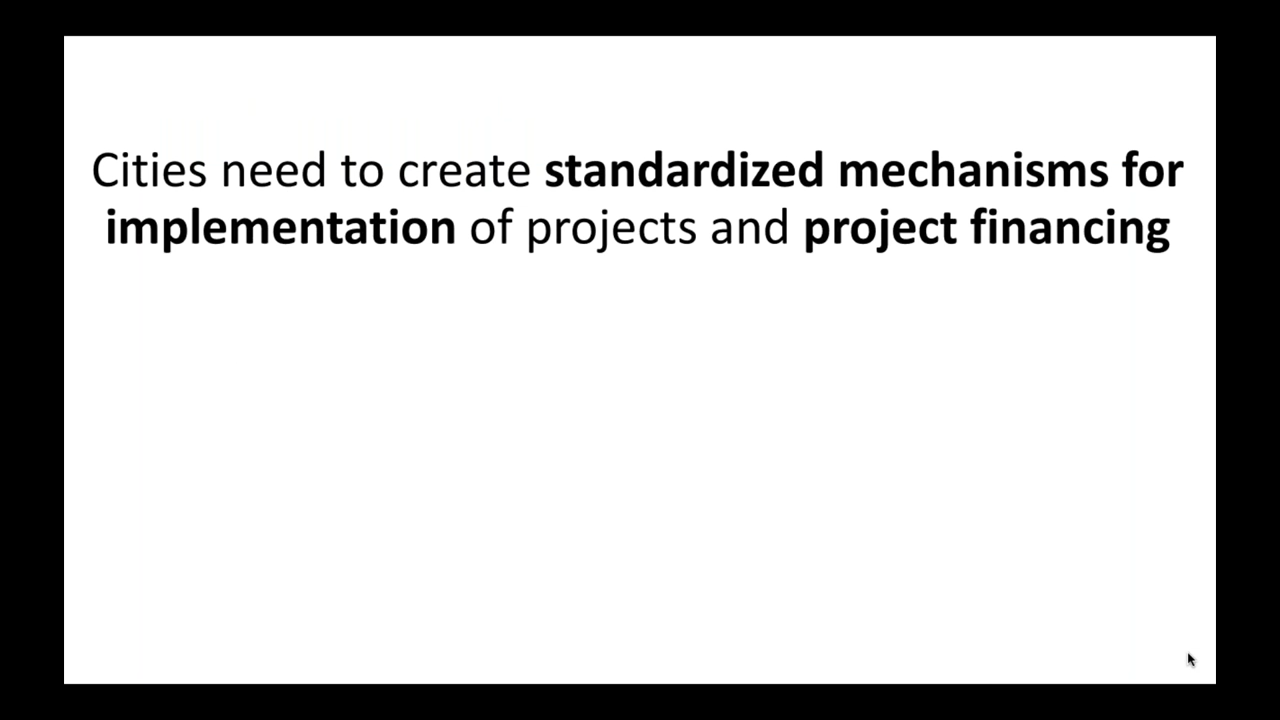 Cities need to create standardized mechanisms for
implementation of projects and project financing